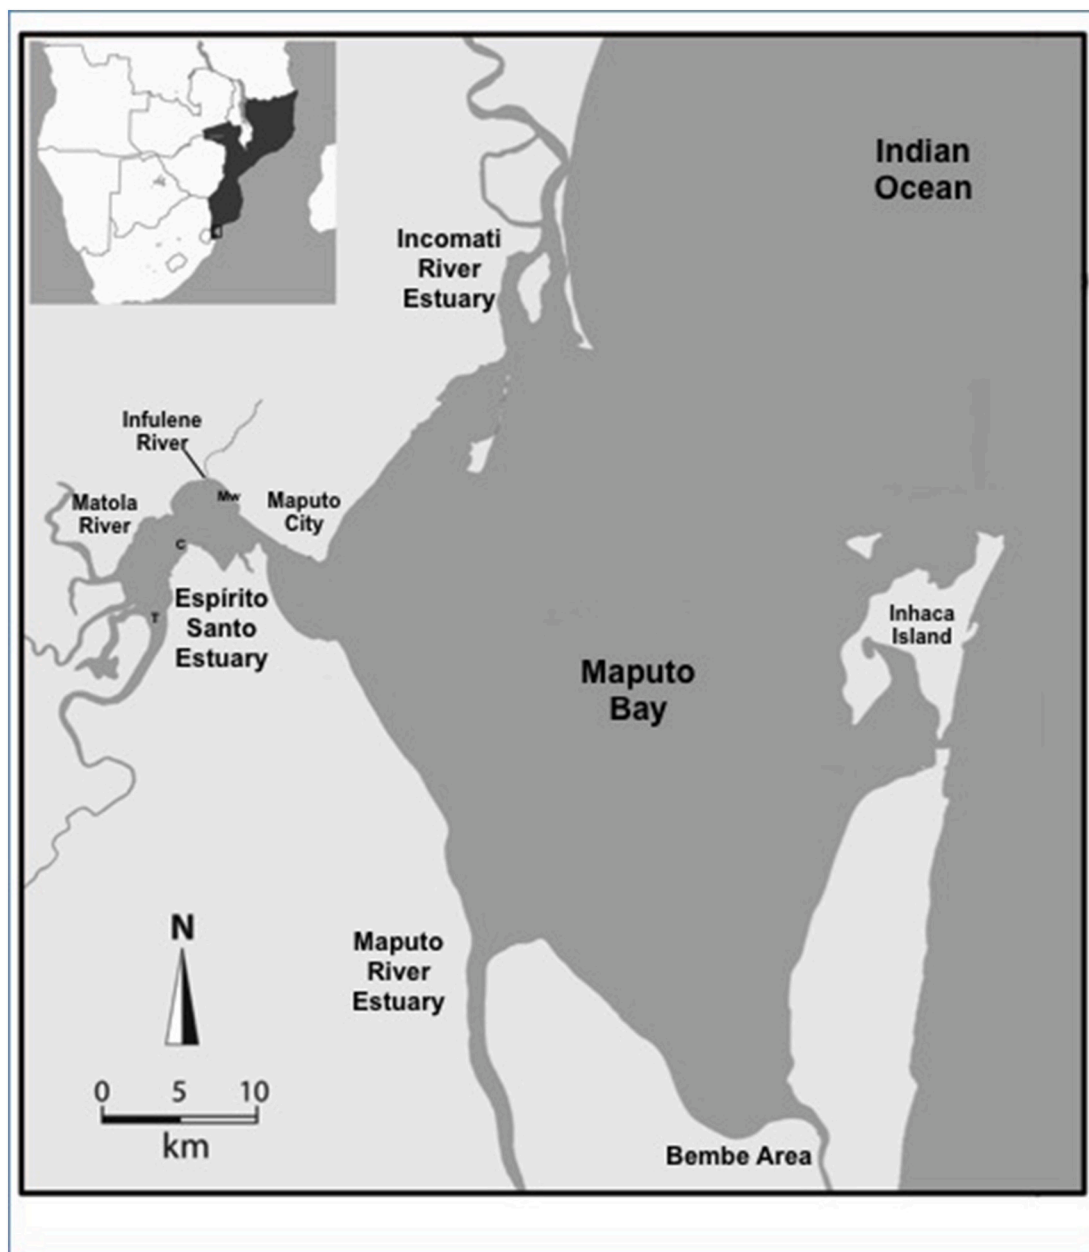 Indian
Ocean
Incomati
River
Estuary
Infulene
River
Matola
River
Mw
Maputo
City
C
T
Espírito
Santo
Estuary
Inhaca
Island
Maputo
Bay
N
Maputo
River
Estuary
0 5 10
km
Bembe Area